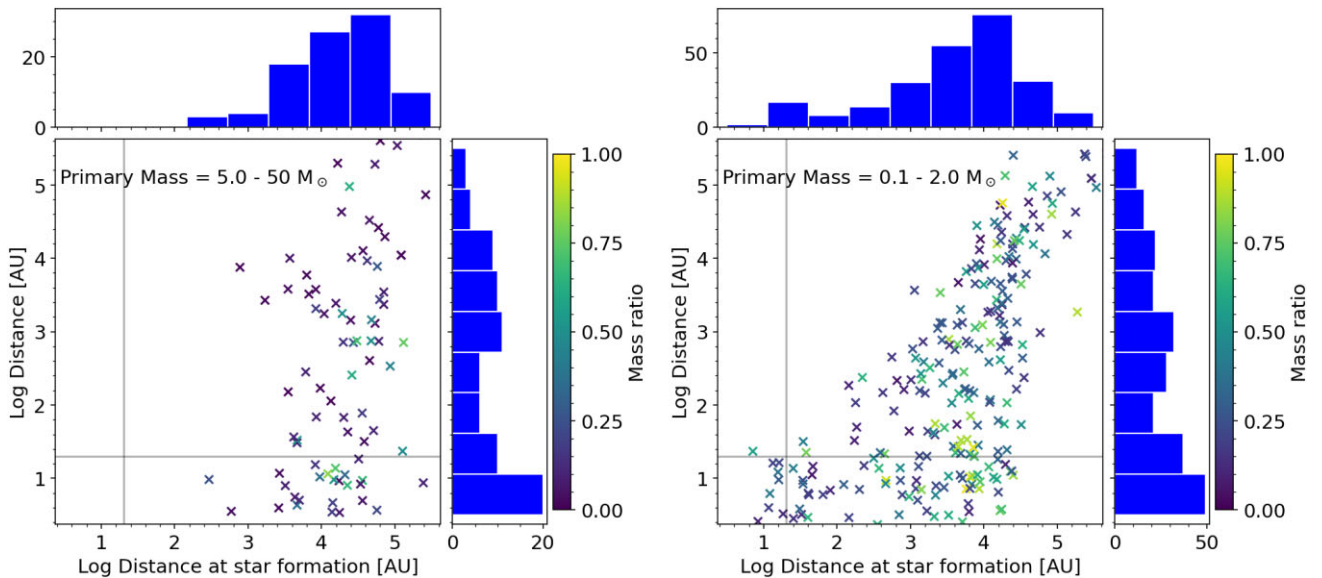 20
0
50
0
Primary Mass = 5.0 - 50 M⊙
Log Distance [AU]
5
4
3
2
1
1 2 3 4 5
Log Distance at star formation [AU]
0 20
1.00
0.75
0.50
0.25
0.00
Mass ratio
Primary Mass = 0.1 - 2.0 M⊙
Log Distance [AU]
5
4
3
2
1
1 2 3 4 5
Log Distance at star formation [AU]
0 50
1.00
0.75
0.50
0.25
0.00
Mass ratio